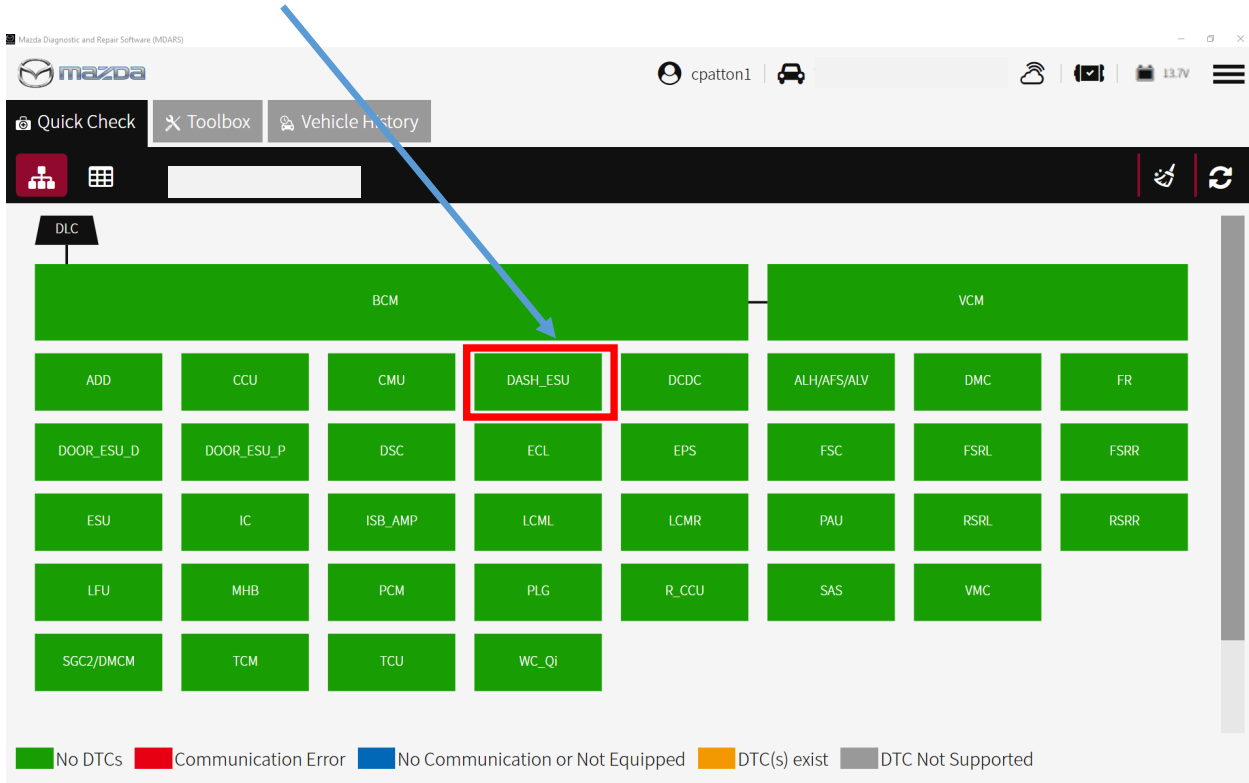 Mazda Diagnostic and Repair Software (MDARS)
mazda cpatton1 13.7V
Quick Check Toolbox Vehicle History
DLC
BCM VCM
ADD CCU CMU DASH_ESU DCDC ALH/AFS/ALV DMC FR
DOOR_ESU_D DOOR_ESU_P DSC ECL EPS FSC FSRL FSRR
ESU IC ISB_AMP LCML LCMR PAU RSRL RSRR
LFU MHB PCM PLG R_CCU SAS VMC
SGC2/DMCM TCM TCU WC_Qi
No DTCs Communication Error No Communication or Not Equipped DTC(s) exist DTC Not Supported